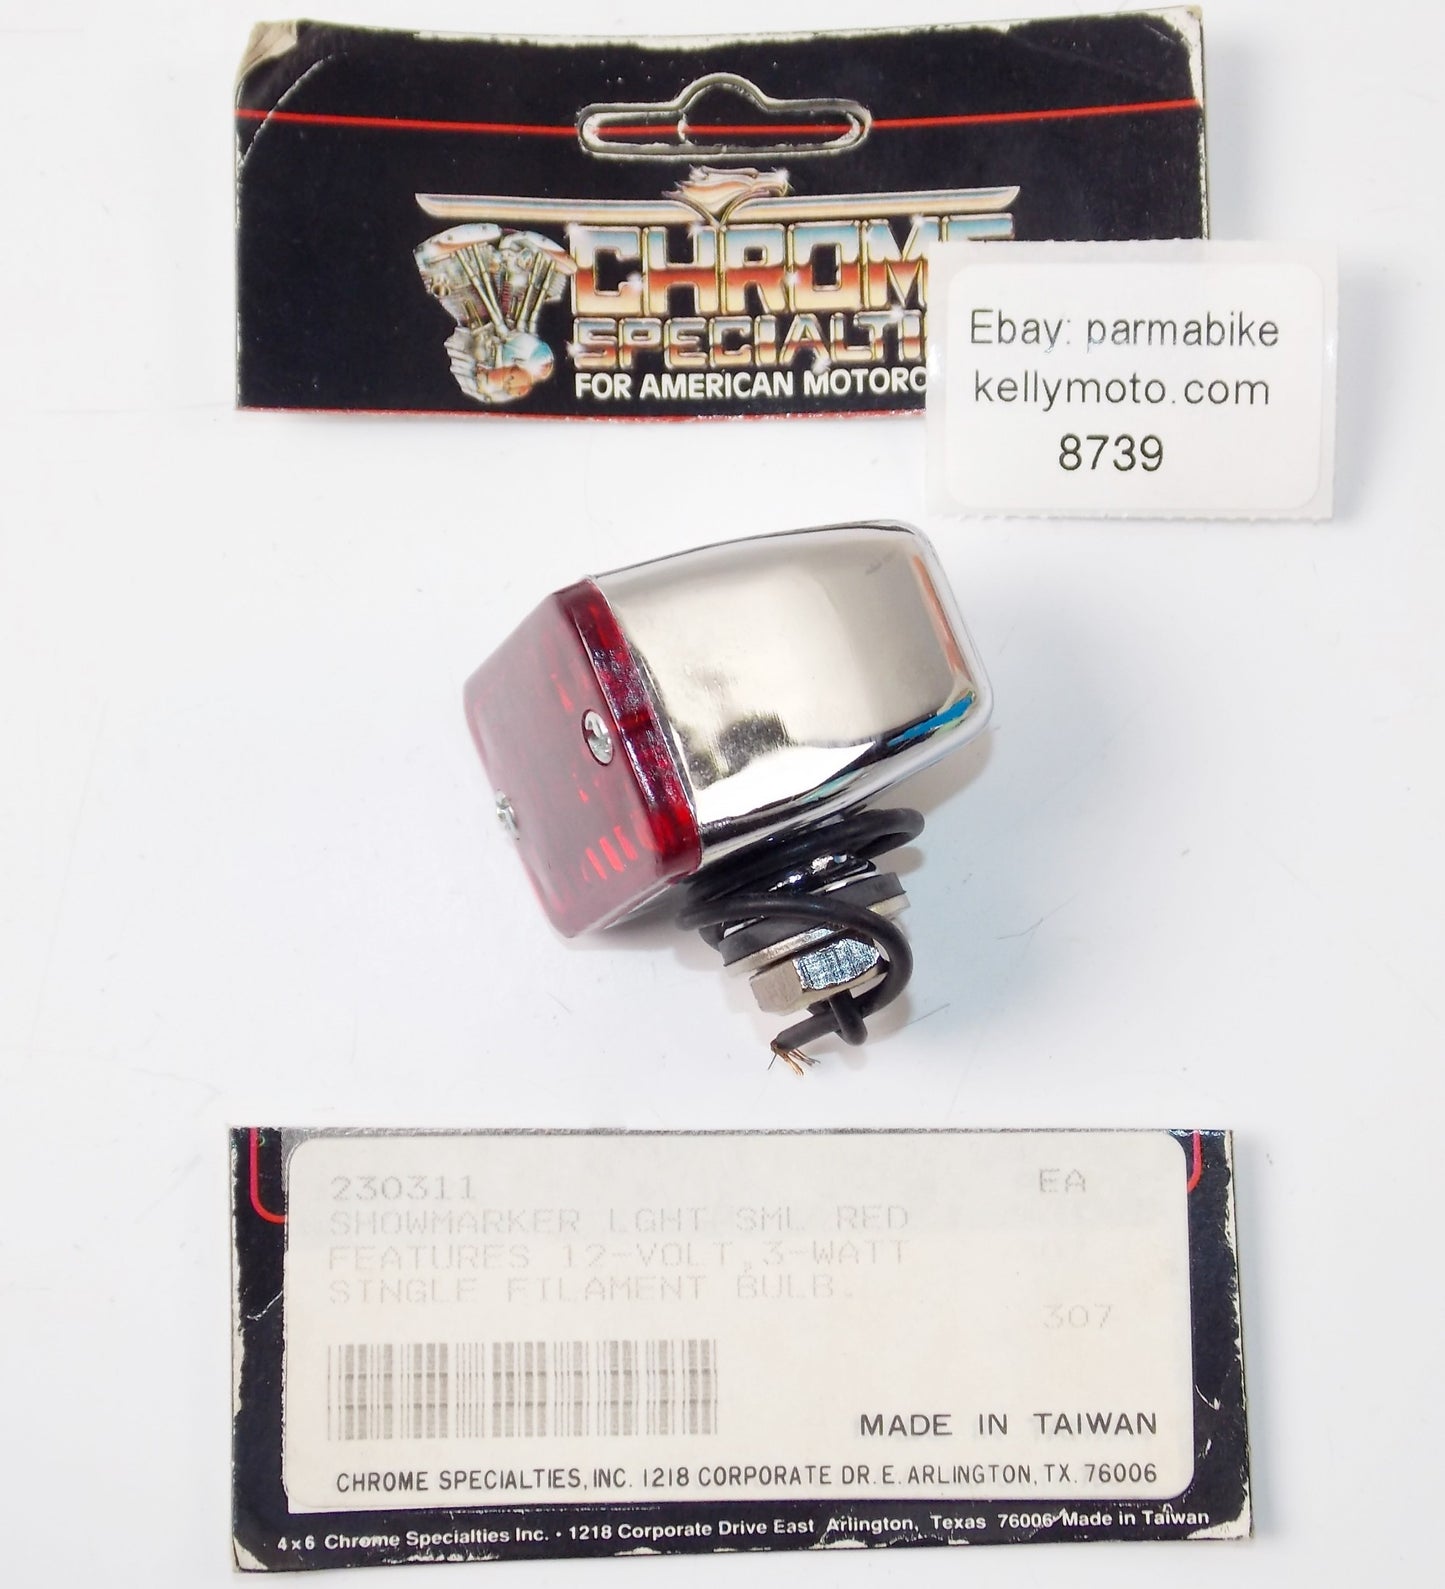 CHROME
SPECIALTI
FOR AMERICAN MOTORC
Ebay: parmabike
kellymoto.com
8739
230311 EA
SHOWMARKER LGHT SML RED
FEATURES 12-VOLT,3-WATT
SINGLE FILAMENT BULB.
307
MADE IN TAIWAN
CHROME SPECIALTIES, INC. 1218 CORPORATE DR. E. ARLINGTON, TX. 76006
4x6 Chrome Specialties Inc. • 1218 Corporate Drive East Arlington, Texas 76006 Made in Taiwan